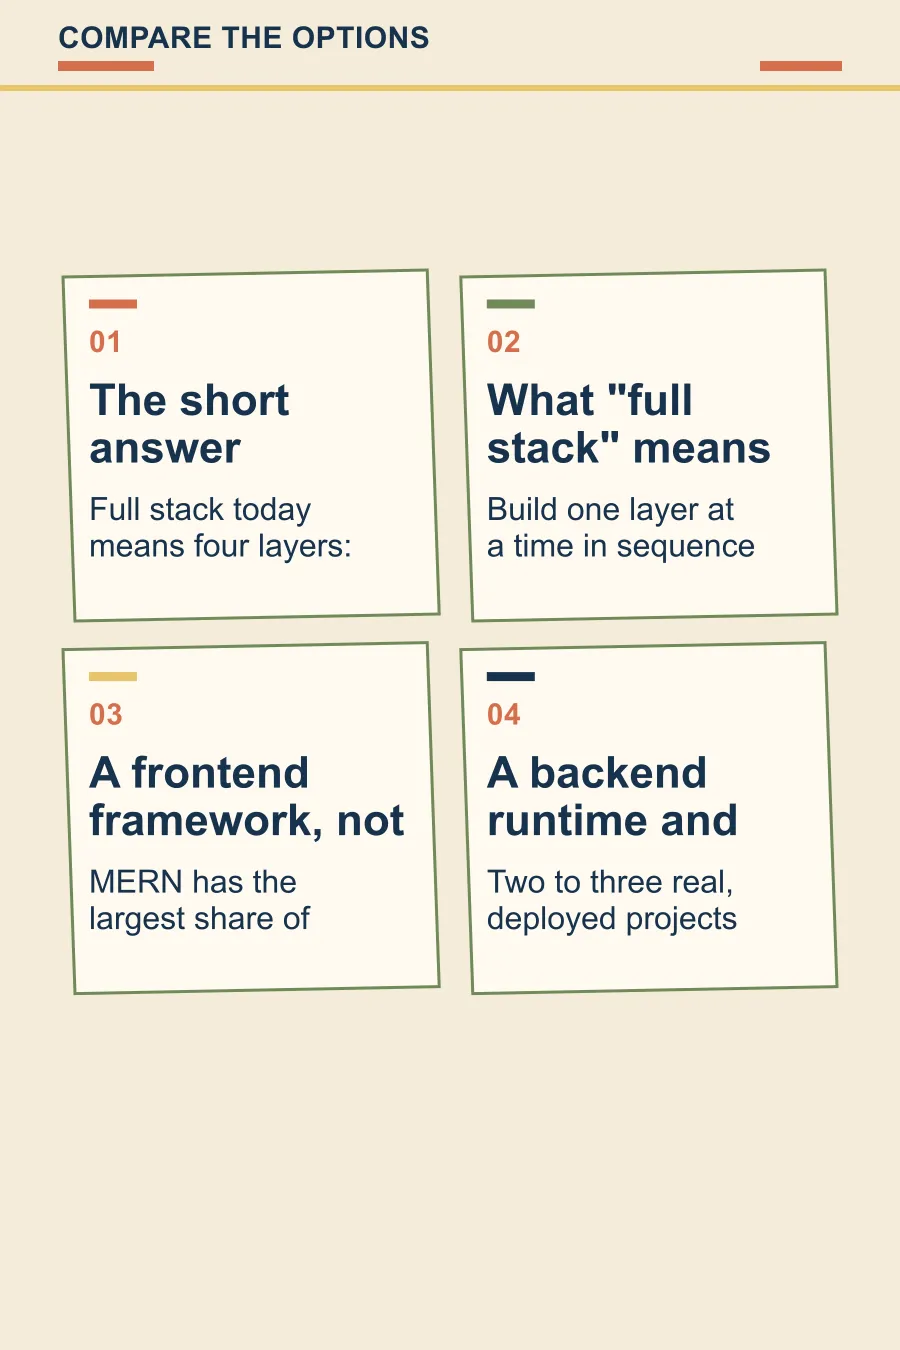 COMPARE THE OPTIONS
01
The short
answer
Full stack today
means four layers:
02
What "full
stack" means
Build one layer at
a time in sequence
03
A frontend
framework, not
MERN has the
largest share of
04
A backend
runtime and
Two to three real,
deployed projects